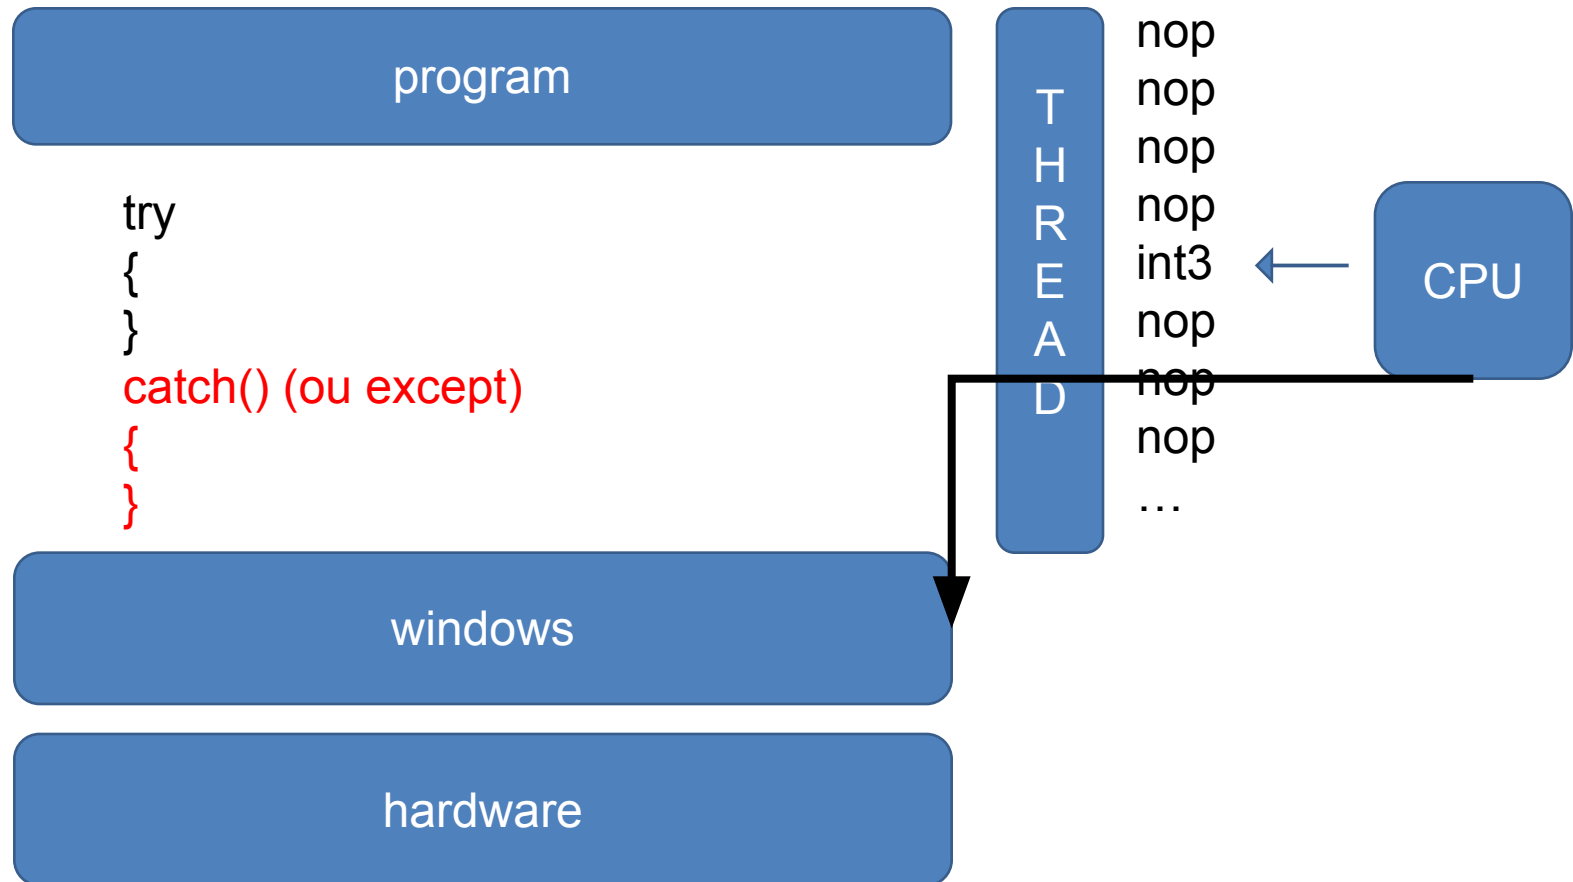 program
try
{
}
catch() (ou except)
{
}
windows
hardware
T
H
R
E
A
D
nop
nop
nop
nop
int3
nop
nop
nop
…
CPU